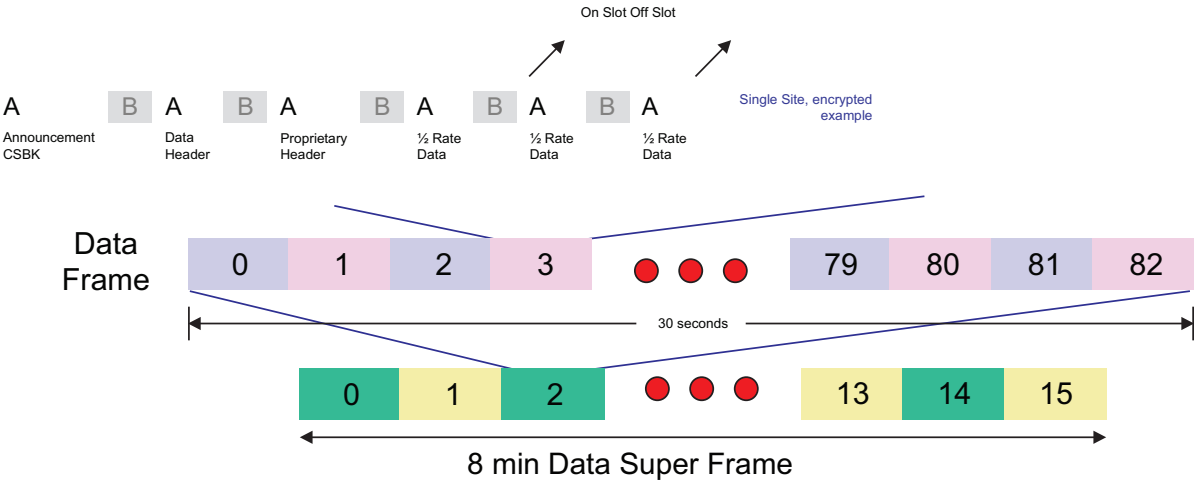 On Slot Off Slot
A B A B A B A B A B A
Single Site, encrypted
example
Announcement
CSBK
Data
Header
Proprietary
Header
½ Rate
Data
½ Rate
Data
½ Rate
Data
Data
Frame
0 1 2 3 79 80 81 82
30 seconds
0 1 2 13 14 15
8 min Data Super Frame